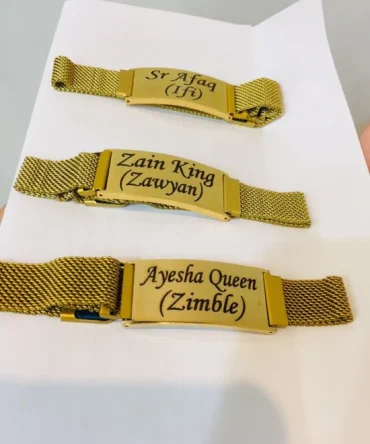 Sr Afaq
(Ifi)
Zain King
(Zawyan)
Ayesha Queen
(Zimble)